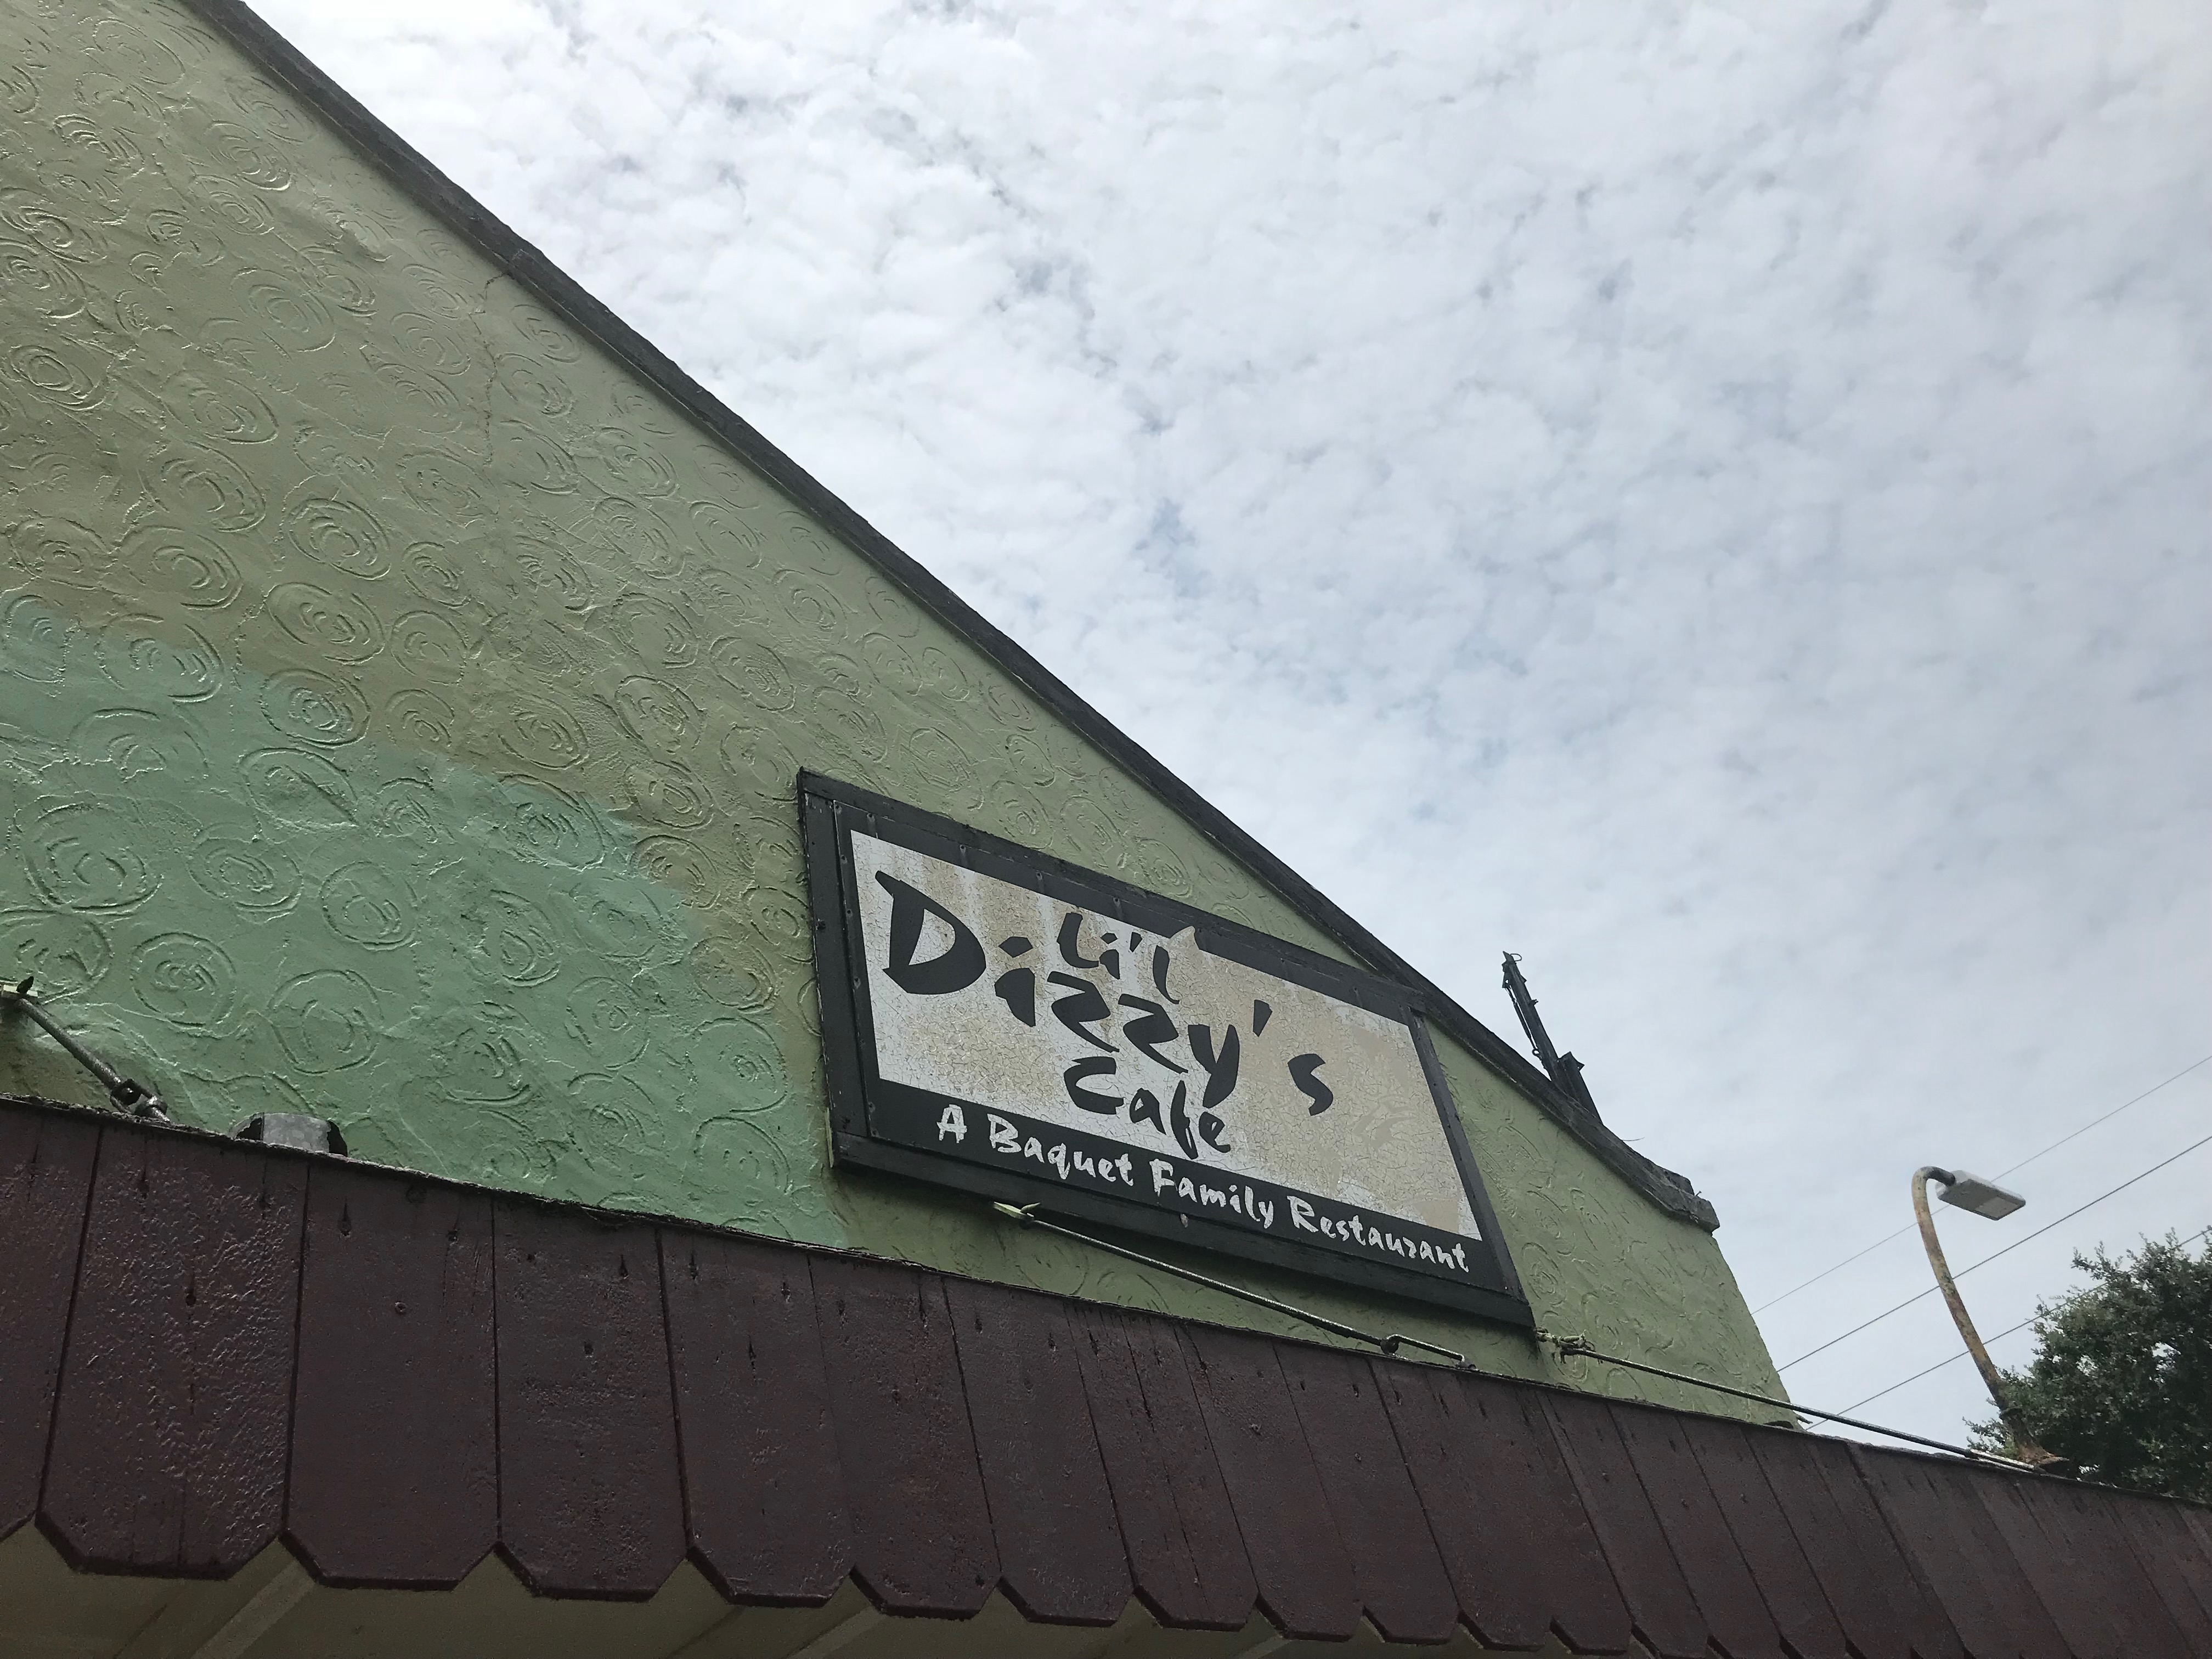 Li'l
Dizzy's
Cafe
A Baquet Family Restaurant